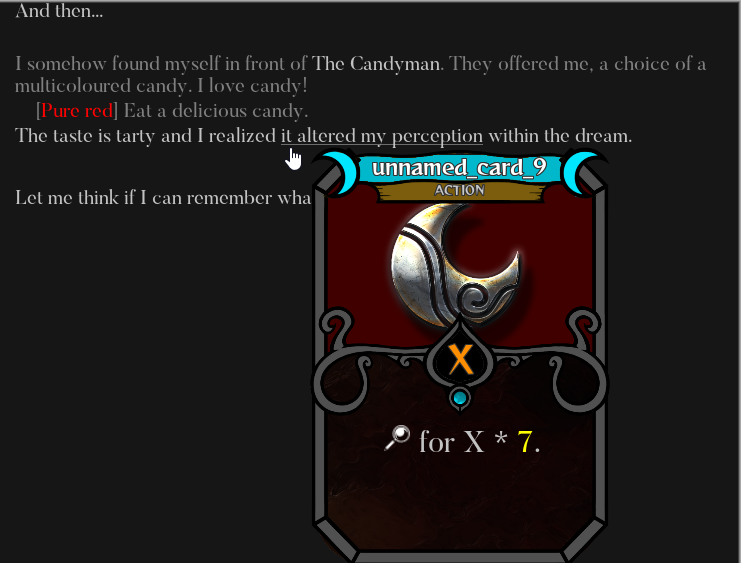 And then...
I somehow found myself in front of The Candyman. They offered me, a choice of a
multicoloured candy. I love candy!
[Pure red] Eat a delicious candy.
The taste is tarty and I realized it altered my perception within the dream.
Let me think if I can remember wha
unnamed_card_9
ACTION
X
for X * 7.